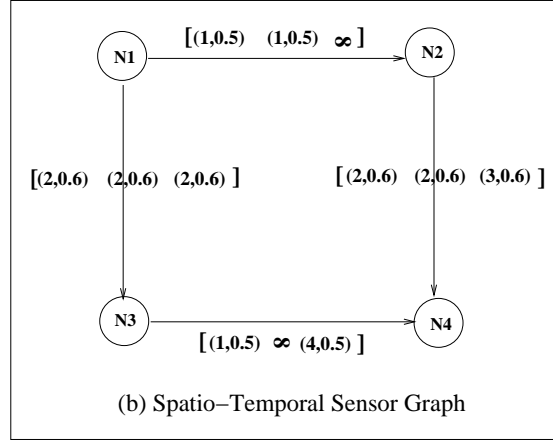 [(1,0.5) (1,0.5) ∞ ]
N1
N2
[(2,0.6) (2,0.6) (2,0.6) ]
[(2,0.6) (2,0.6) (3,0.6) ]
N3
N4
[(1,0.5) ∞ (4,0.5) ]
(b) Spatio−Temporal Sensor Graph